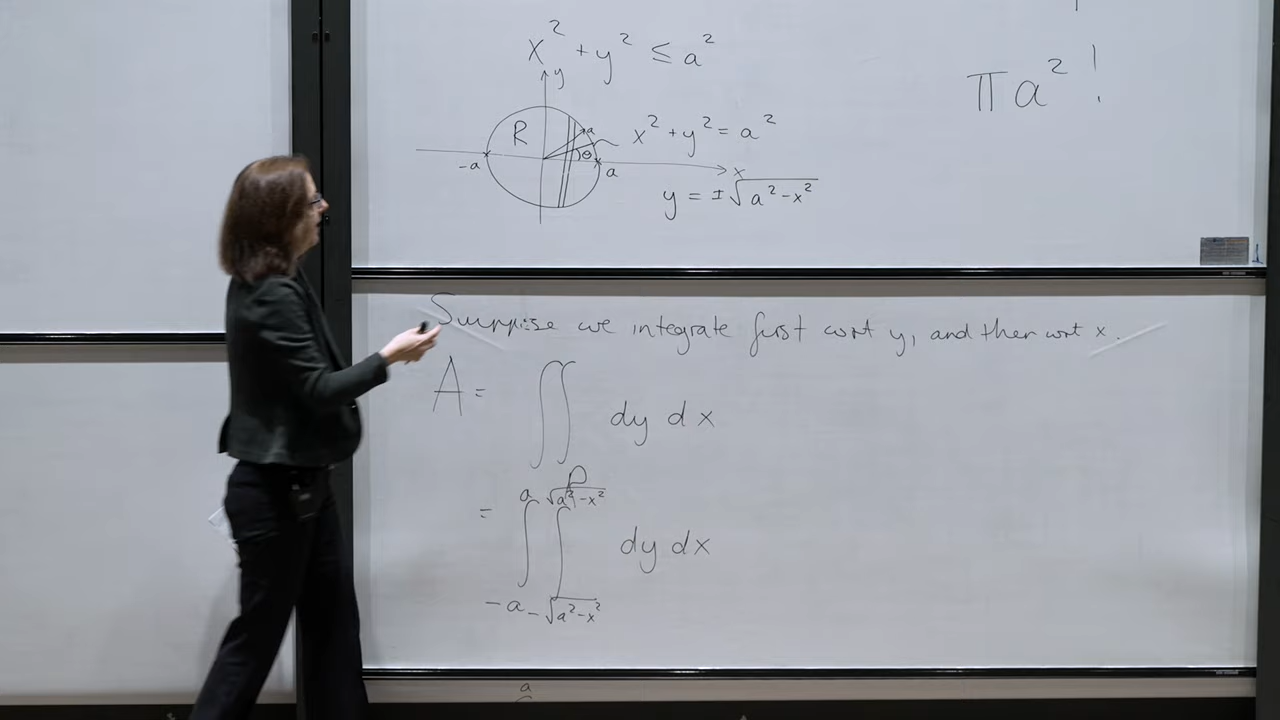 x² + y² ≤ a²
πa²!
y
R
a
θ
x² + y² = a²
-a
a
x
y = ±√(a² - x²)
Suppose we integrate first wrt y, and then wrt x.
A = ∬_R dy dx
= ∫_{-a}^{a} ∫_{-√(a²-x²)}^{√(a²-x²)} dy dx
a